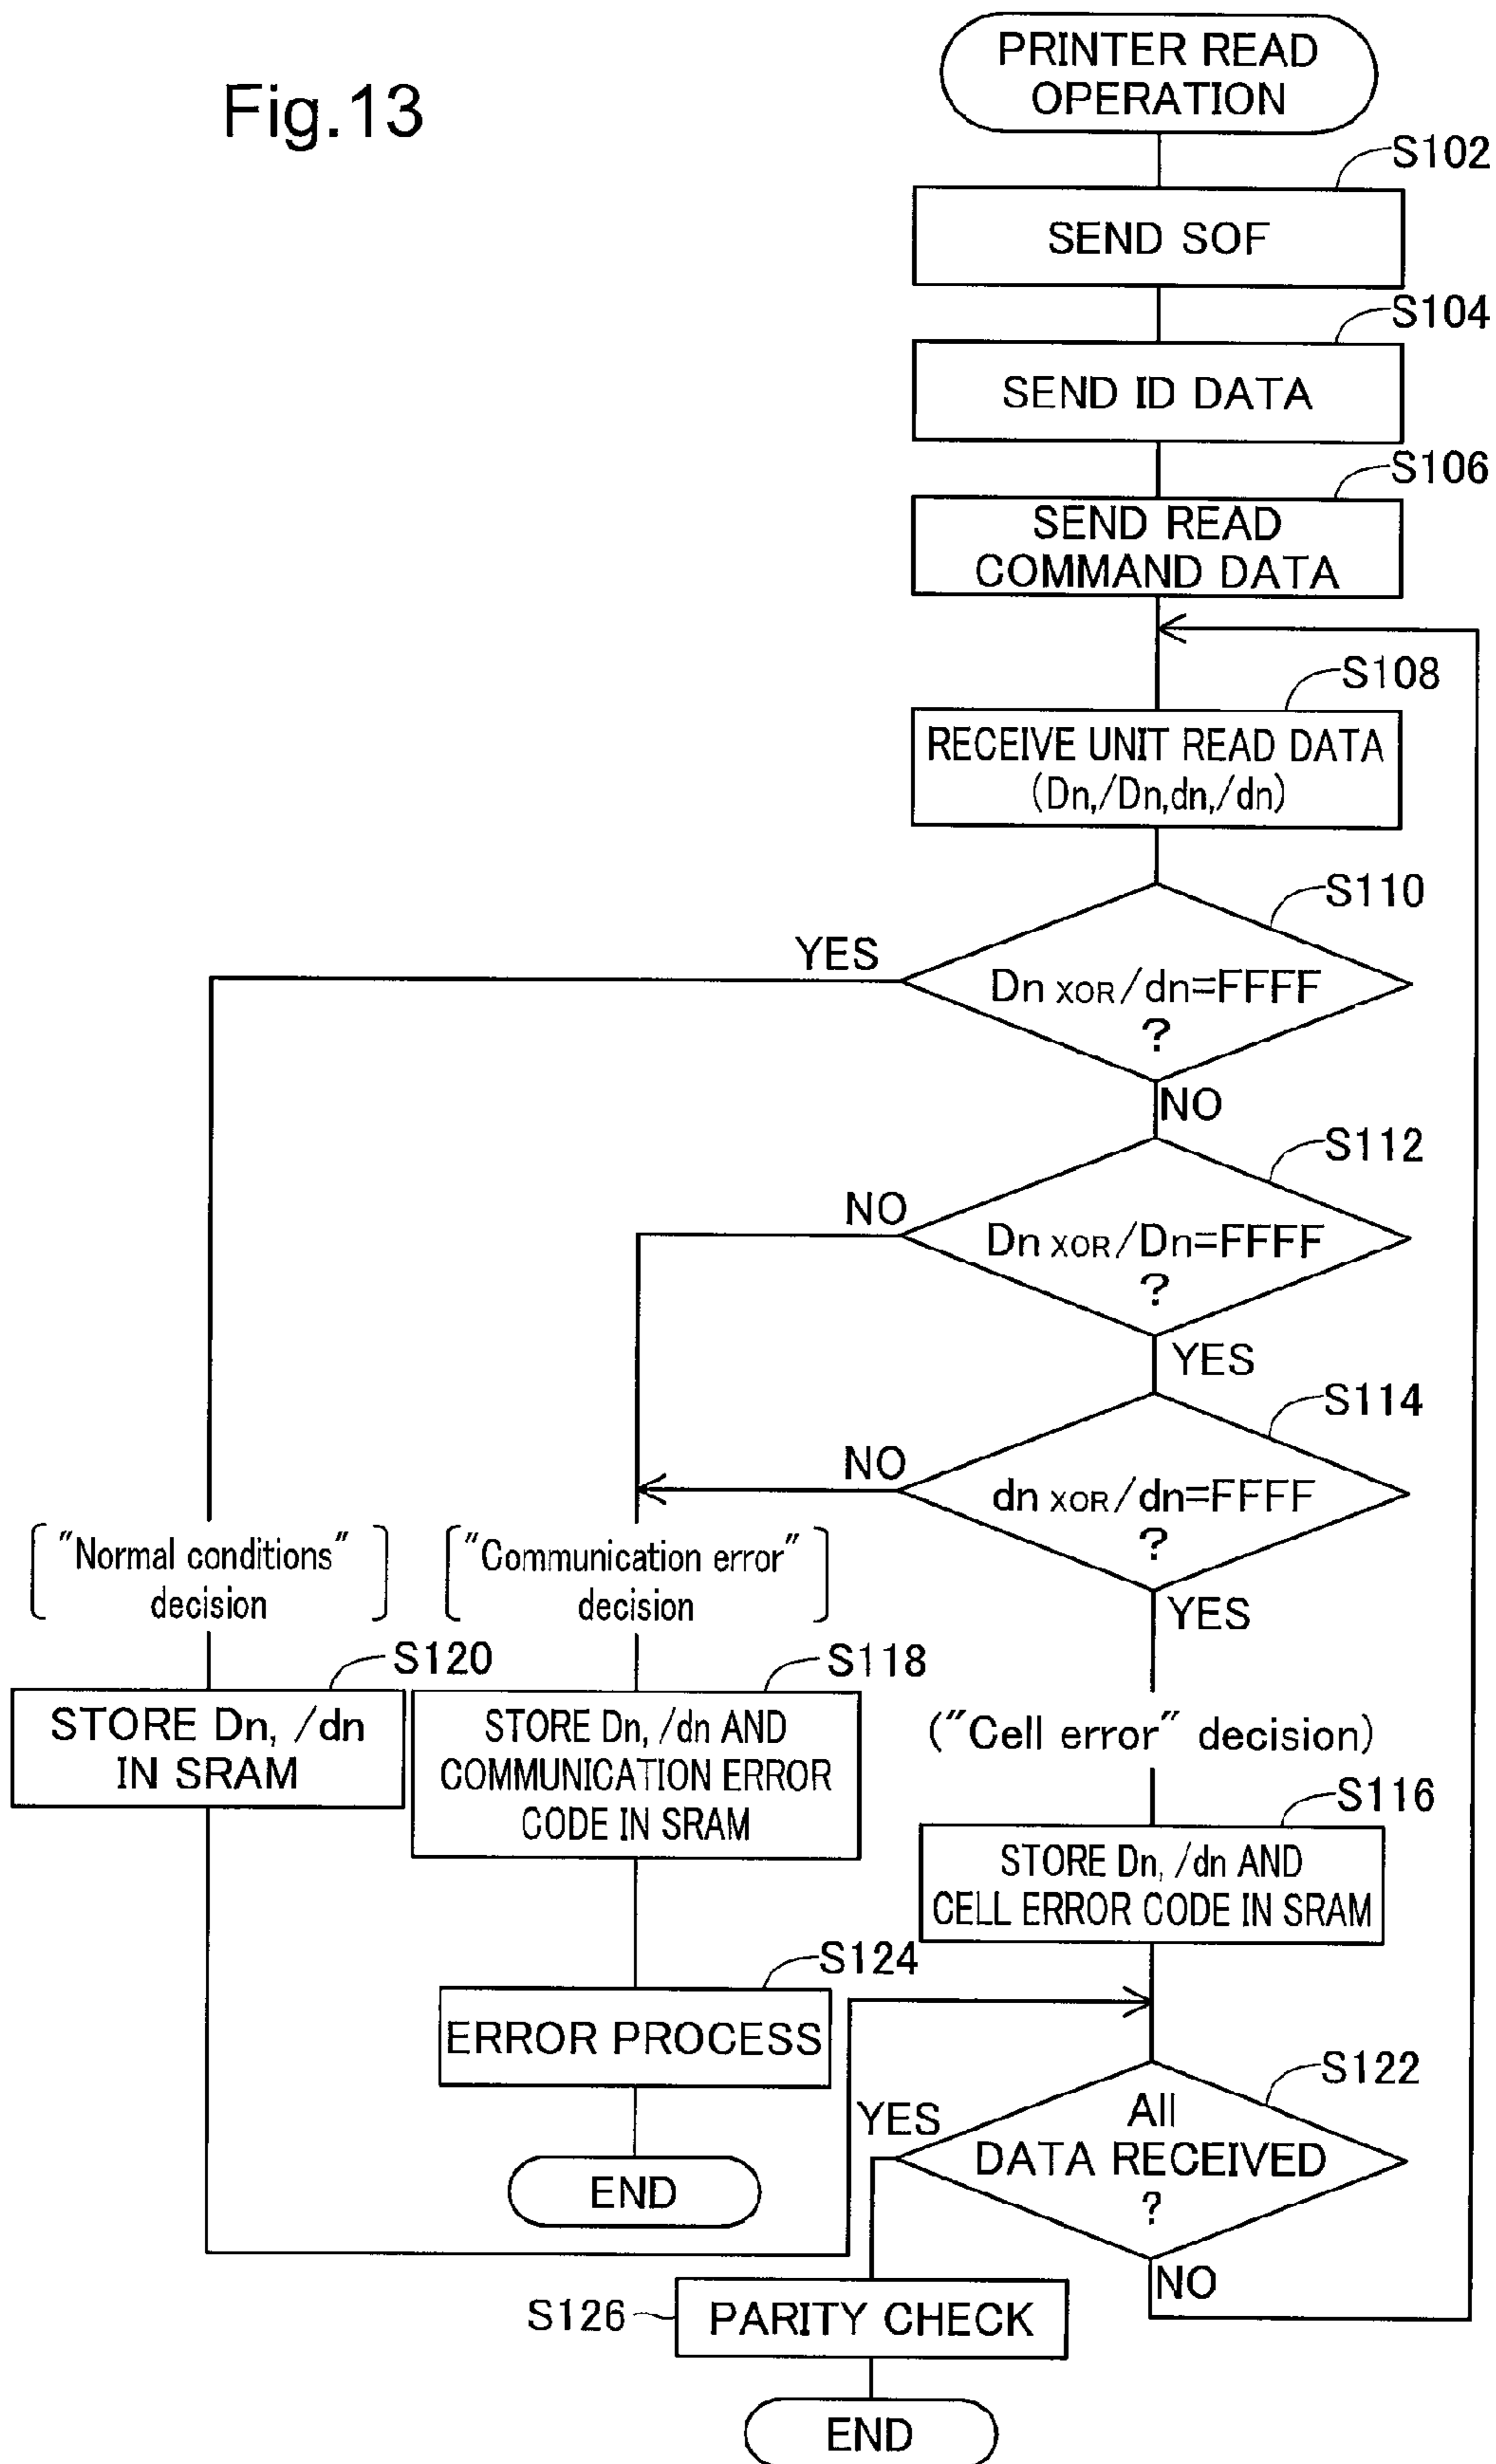 Fig.13
PRINTER READ
OPERATION
S102
SEND SOF
S104
SEND ID DATA
S106
SEND READ
COMMAND DATA
S108
RECEIVE UNIT READ DATA
(Dn,/Dn,dn,/dn)
S110
YES
Dn XOR/dn=FFFF
?
NO
S112
NO
Dn XOR/Dn=FFFF
?
YES
S114
NO
dn XOR/dn=FFFF
?
YES
"Normal conditions"
decision
"Communication error"
decision
S120
STORE Dn, /dn
IN SRAM
S118
STORE Dn, /dn AND
COMMUNICATION ERROR
CODE IN SRAM
("Cell error" decision)
S116
STORE Dn, /dn AND
CELL ERROR CODE IN SRAM
S124
ERROR PROCESS
END
S122
YES
All
DATA RECEIVED
?
NO
S126
PARITY CHECK
END